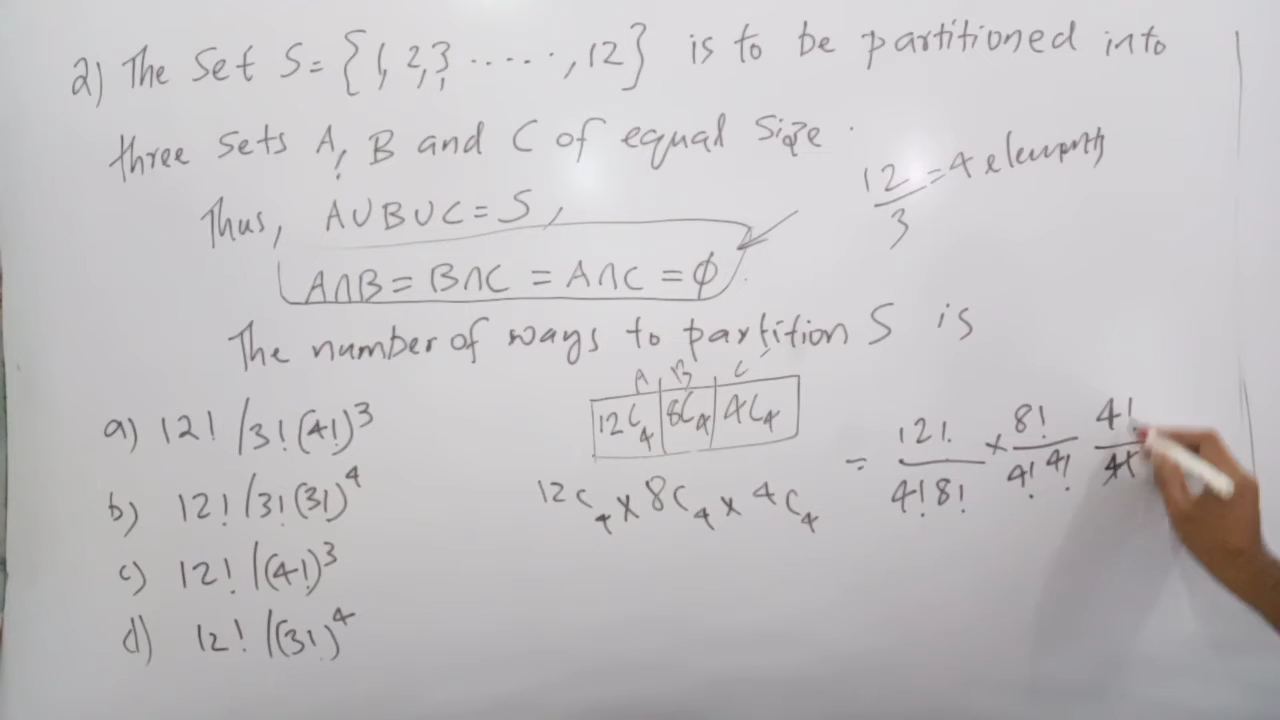 2) The Set S = {1, 2, 3, ....., 12} is to be partitioned into
three sets A, B and C of equal size.
12/3 = 4 elements
Thus, A∪B∪C = S,
A∩B = B∩C = A∩C = ϕ.
The number of ways to partition S is
a) 12! / 3! (4!)³
b) 12! / 3! (3!)⁴
c) 12! / (4!)³
d) 12! / (3!)⁴
A B C
12C₄ 8C₄ 4C₄
12C₄ × 8C₄ × 4C₄ = 12!/4!8! × 8!/4!4! 4!/4!